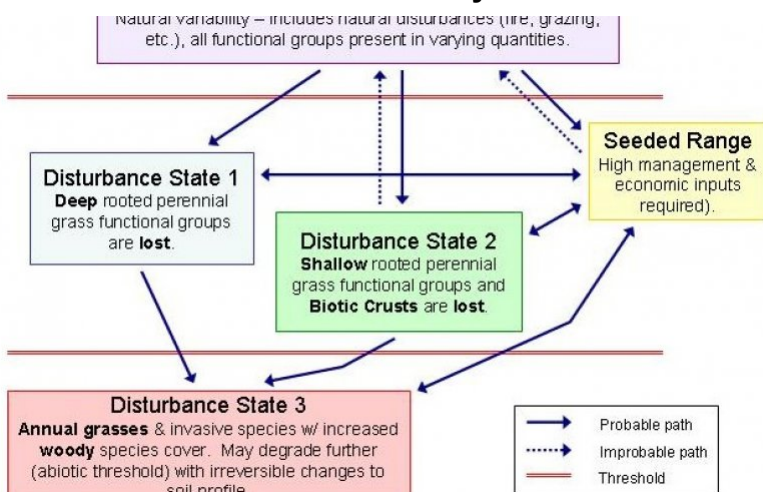 Natural variability – includes natural disturbances (fire, grazing,
etc.), all functional groups present in varying quantities.
Seeded Range
High management &
economic inputs
required).
Disturbance State 1
Deep rooted perennial
grass functional groups
are lost.
Disturbance State 2
Shallow rooted perennial
grass functional groups and
Biotic Crusts are lost.
Disturbance State 3
Annual grasses & invasive species w/ increased
woody species cover. May degrade further
(abiotic threshold) with irreversible changes to
soil profile
Probable path
Improbable path
Threshold